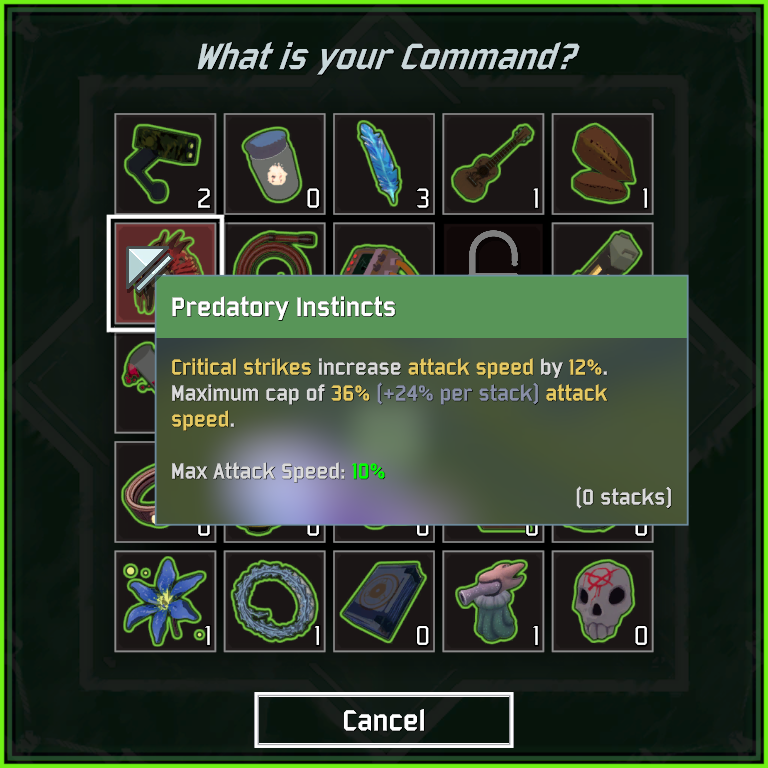 What is your Command?
2 0 3 1 1
Predatory Instincts
Critical strikes increase attack speed by 12%.
Maximum cap of 36% (+24% per stack) attack
speed.
Max Attack Speed: 10%
(0 stacks)
1 1 0 1 0
Cancel